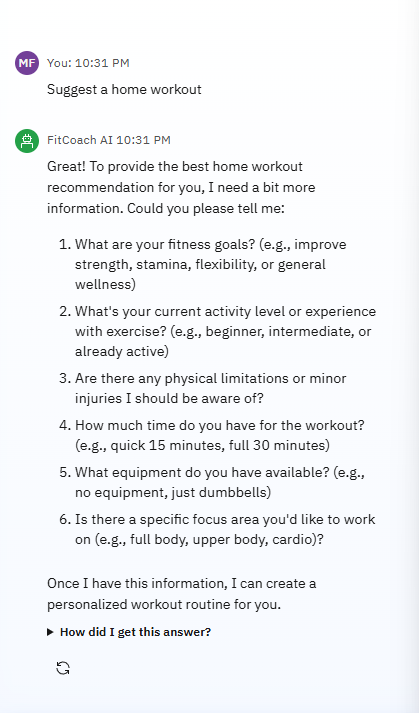 MF You: 10:31 PM
Suggest a home workout
FitCoach AI 10:31 PM
Great! To provide the best home workout
recommendation for you, I need a bit more
information. Could you please tell me:
1. What are your fitness goals? (e.g., improve
strength, stamina, flexibility, or general
wellness)
2. What's your current activity level or experience
with exercise? (e.g., beginner, intermediate, or
already active)
3. Are there any physical limitations or minor
injuries I should be aware of?
4. How much time do you have for the workout?
(e.g., quick 15 minutes, full 30 minutes)
5. What equipment do you have available? (e.g.,
no equipment, just dumbbells)
6. Is there a specific focus area you'd like to work
on (e.g., full body, upper body, cardio)?
Once I have this information, I can create a
personalized workout routine for you.
How did I get this answer?